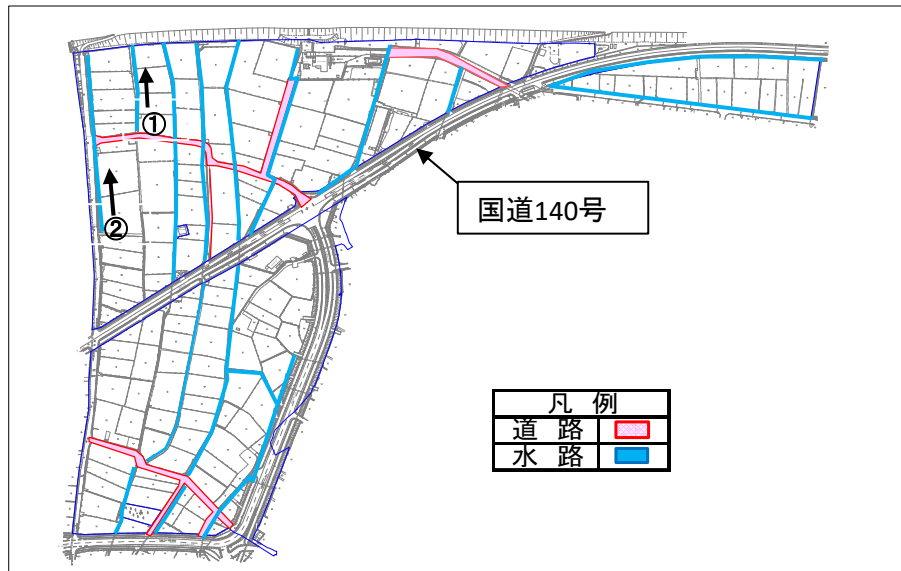 ①
②
国道140号
凡 例
道 路
水 路